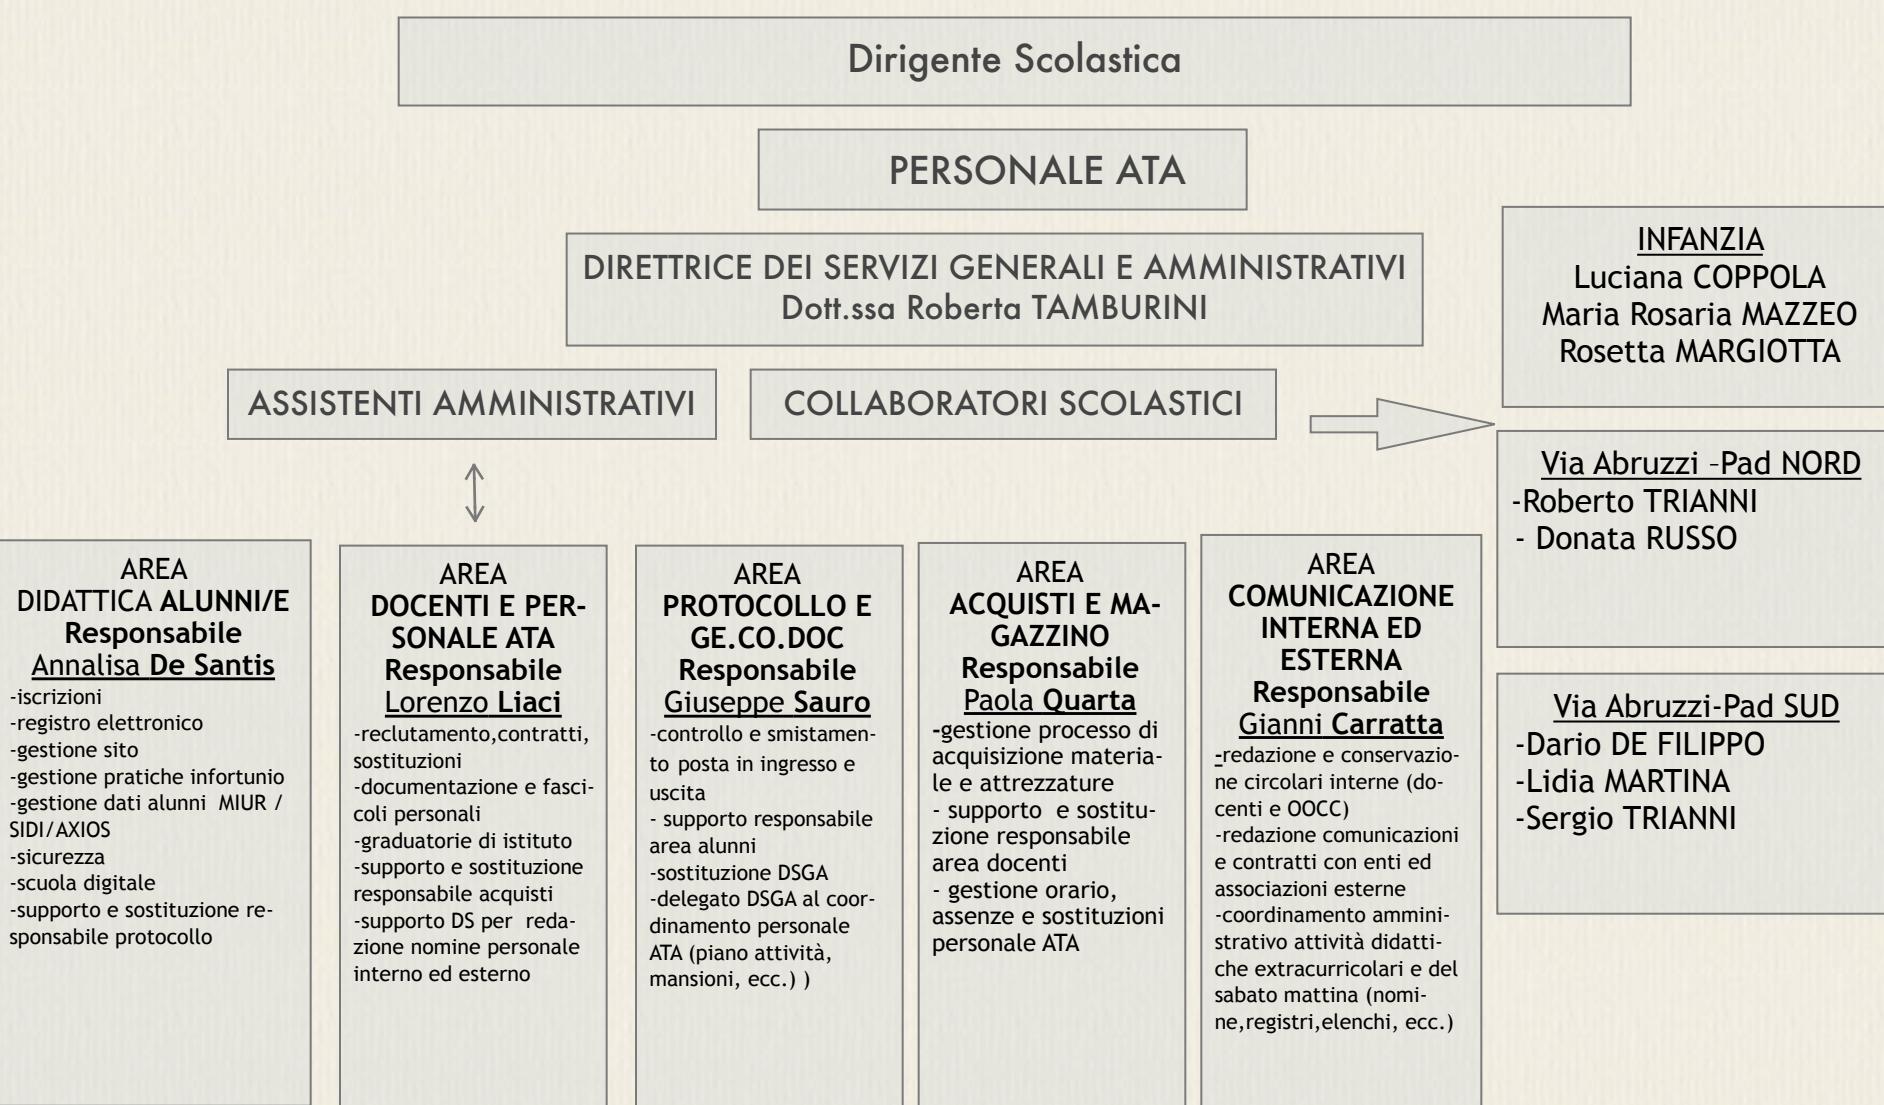 Dirigente Scolastica
PERSONALE ATA
DIRETTRICE DEI SERVIZI GENERALI E AMMINISTRATIVI
Dott.ssa Roberta TAMBURINI
ASSISTENTI AMMINISTRATIVI
COLLABORATORI SCOLASTICI
INFANZIA
Luciana COPPOLA
Maria Rosaria MAZZEO
Rosetta MARGIOTTA
Via Abruzzi –Pad NORD
-Roberto TRIANNI
- Donata RUSSO
Via Abruzzi-Pad SUD
-Dario DE FILIPPO
-Lidia MARTINA
-Sergio TRIANNI
AREA
DIDATTICA ALUNNI/E
Responsabile
Annalisa De Santis
-iscrizioni
-registro elettronico
-gestione sito
-gestione pratiche infortunio
-gestione dati alunni MIUR /
SIDI/AXIOS
-sicurezza
-scuola digitale
-supporto e sostituzione re-
sponsabile protocollo
AREA
DOCENTI E PER-
SONALE ATA
Responsabile
Lorenzo Liaci
-reclutamento,contratti,
sostituzioni
-documentazione e fasci-
coli personali
-graduatorie di istituto
-supporto e sostituzione
responsabile acquisti
-supporto DS per reda-
zione nomine personale
interno ed esterno
AREA
PROTOCOLLO E
GE.CO.DOC
Responsabile
Giuseppe Sauro
-controllo e smistamen-
to posta in ingresso e
uscita
- supporto responsabile
area alunni
-sostituzione DSGA
-delegato DSGA al coor-
dinamento personale
ATA (piano attività,
mansioni, ecc.) )
AREA
ACQUISTI E MA-
GAZZINO
Responsabile
Paola Quarta
-gestione processo di
acquisizione materia-
le e attrezzature
- supporto e sostitu-
zione responsabile
area docenti
- gestione orario,
assenze e sostituzioni
personale ATA
AREA
COMUNICAZIONE
INTERNA ED
ESTERNA
Responsabile
Gianni Carratta
-redazione e conservazio-
ne circolari interne (do-
centi e OOCC)
-redazione comunicazioni
e contratti con enti ed
associazioni esterne
-coordinamento ammini-
strativo attività didatti-
che extracurricolari e del
sabato mattina (nomi-
ne,registri,elenchi, ecc.)